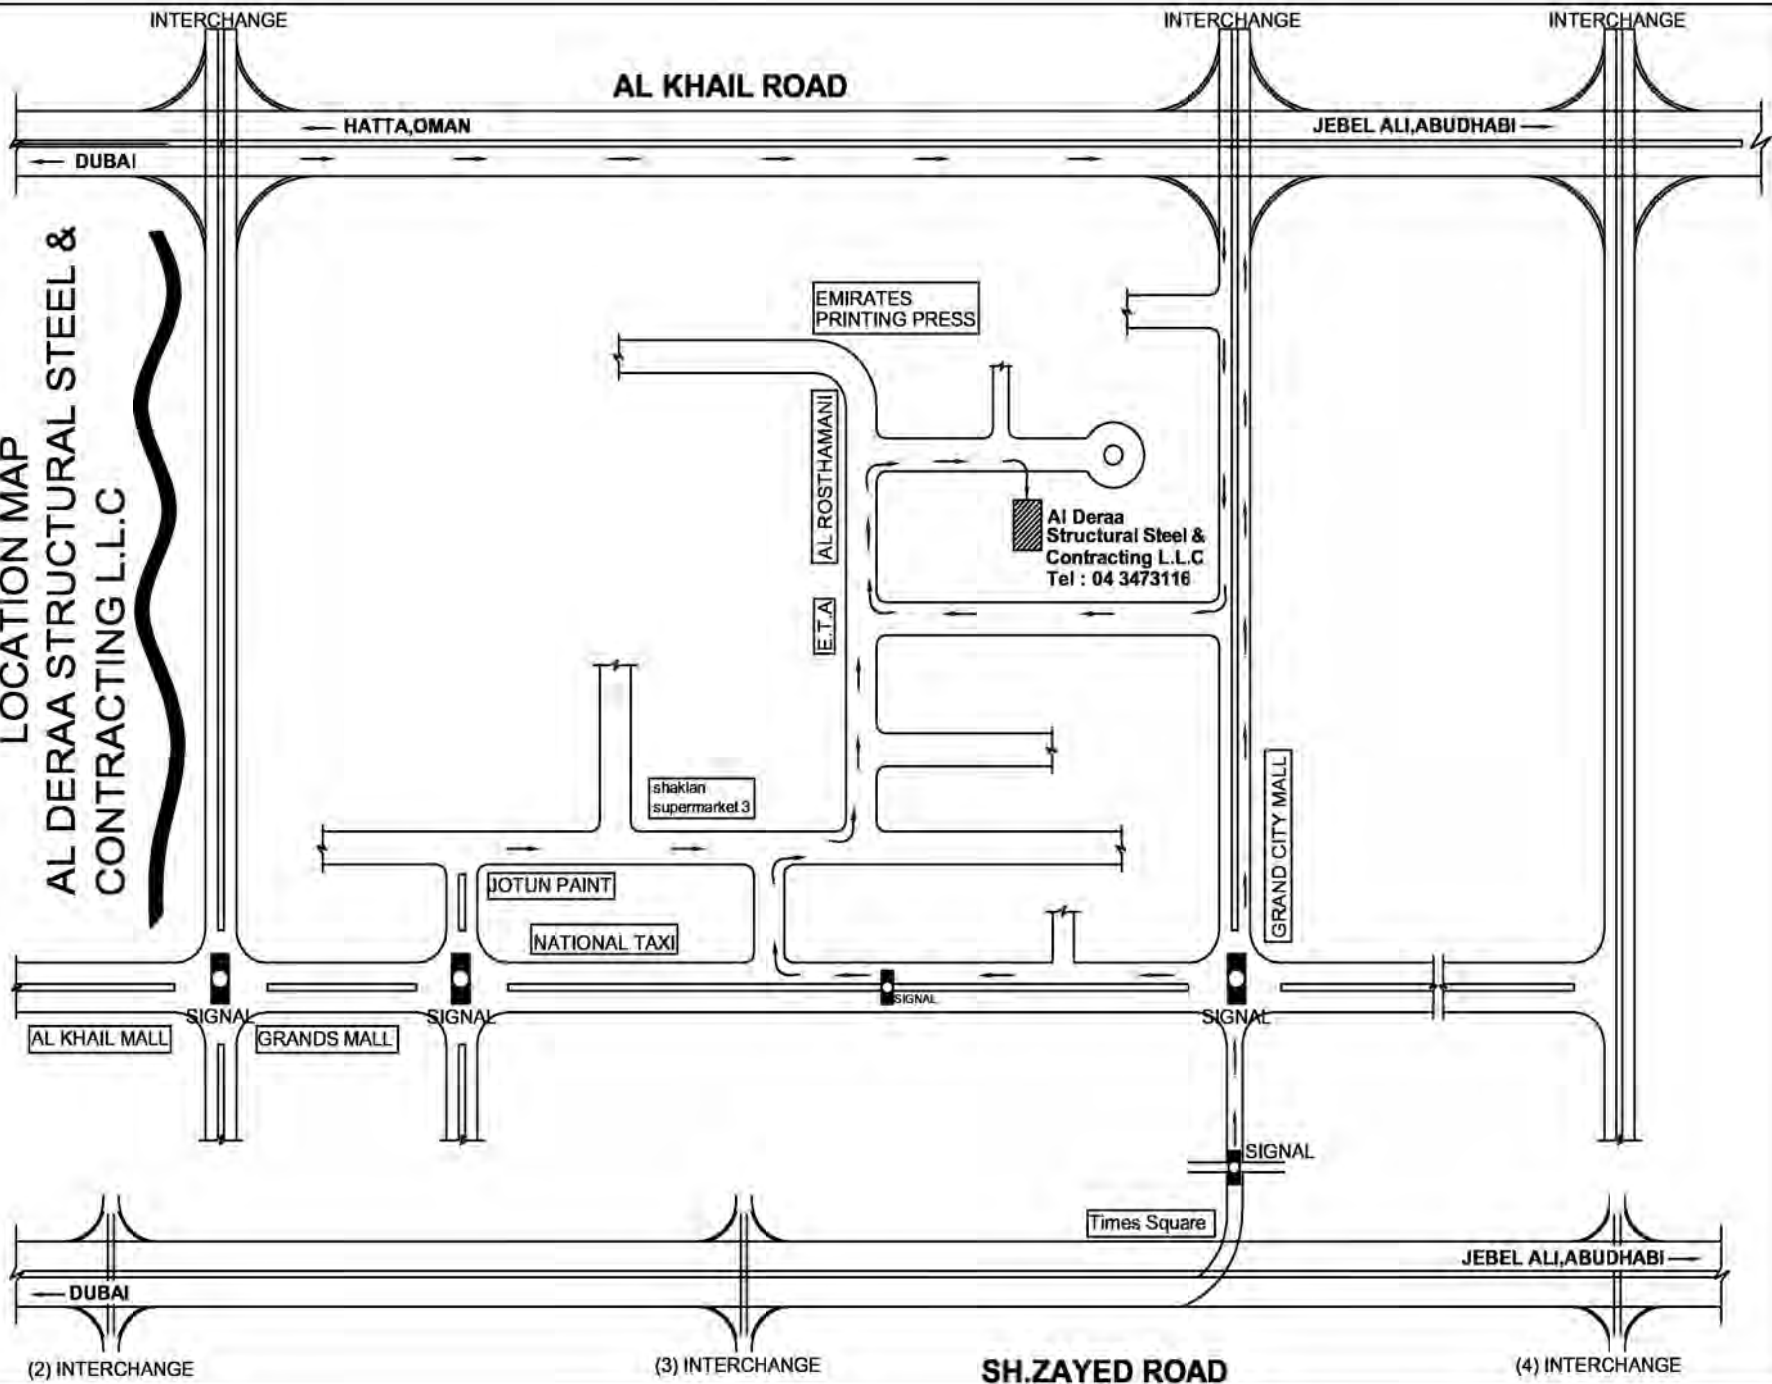 INTERCHANGE
INTERCHANGE
INTERCHANGE
AL KHAIL ROAD
HATTA,OMAN
JEBEL ALI,ABUDHABI
DUBAI
LOCATION MAP
AL DERAA STRUCTURAL STEEL &
CONTRACTING L.L.C
EMIRATES
PRINTING PRESS
AL ROSTHAMANI
Al Deraa
Structural Steel &
Contracting L.L.C
Tel : 04 3473116
E.T.A
shaklan
supermarket 3
GRAND CITY MALL
JOTUN PAINT
NATIONAL TAXI
SIGNAL
SIGNAL
SIGNAL
SIGNAL
AL KHAIL MALL
GRANDS MALL
SIGNAL
Times Square
JEBEL ALI,ABUDHABI
DUBAI
(2) INTERCHANGE
(3) INTERCHANGE
SH.ZAYED ROAD
(4) INTERCHANGE